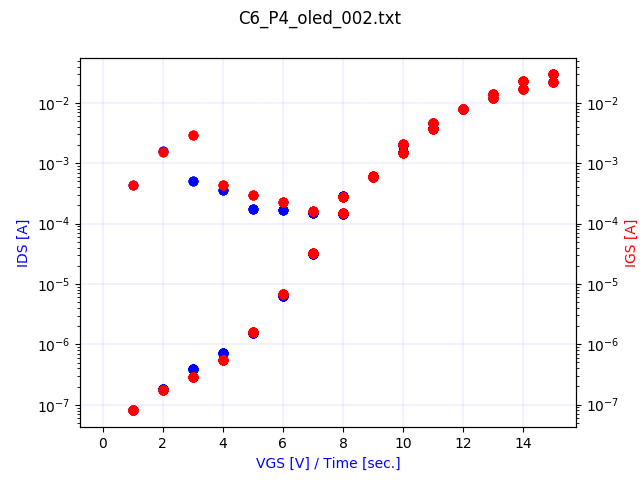 C6_P4_oled_002.txt
10⁻²
10⁻³
10⁻⁴
10⁻⁵
10⁻⁶
10⁻⁷
IDS [A]
10⁻²
10⁻³
10⁻⁴
10⁻⁵
10⁻⁶
10⁻⁷
IGS [A]
0 2 4 6 8 10 12 14
VGS [V] / Time [sec.]